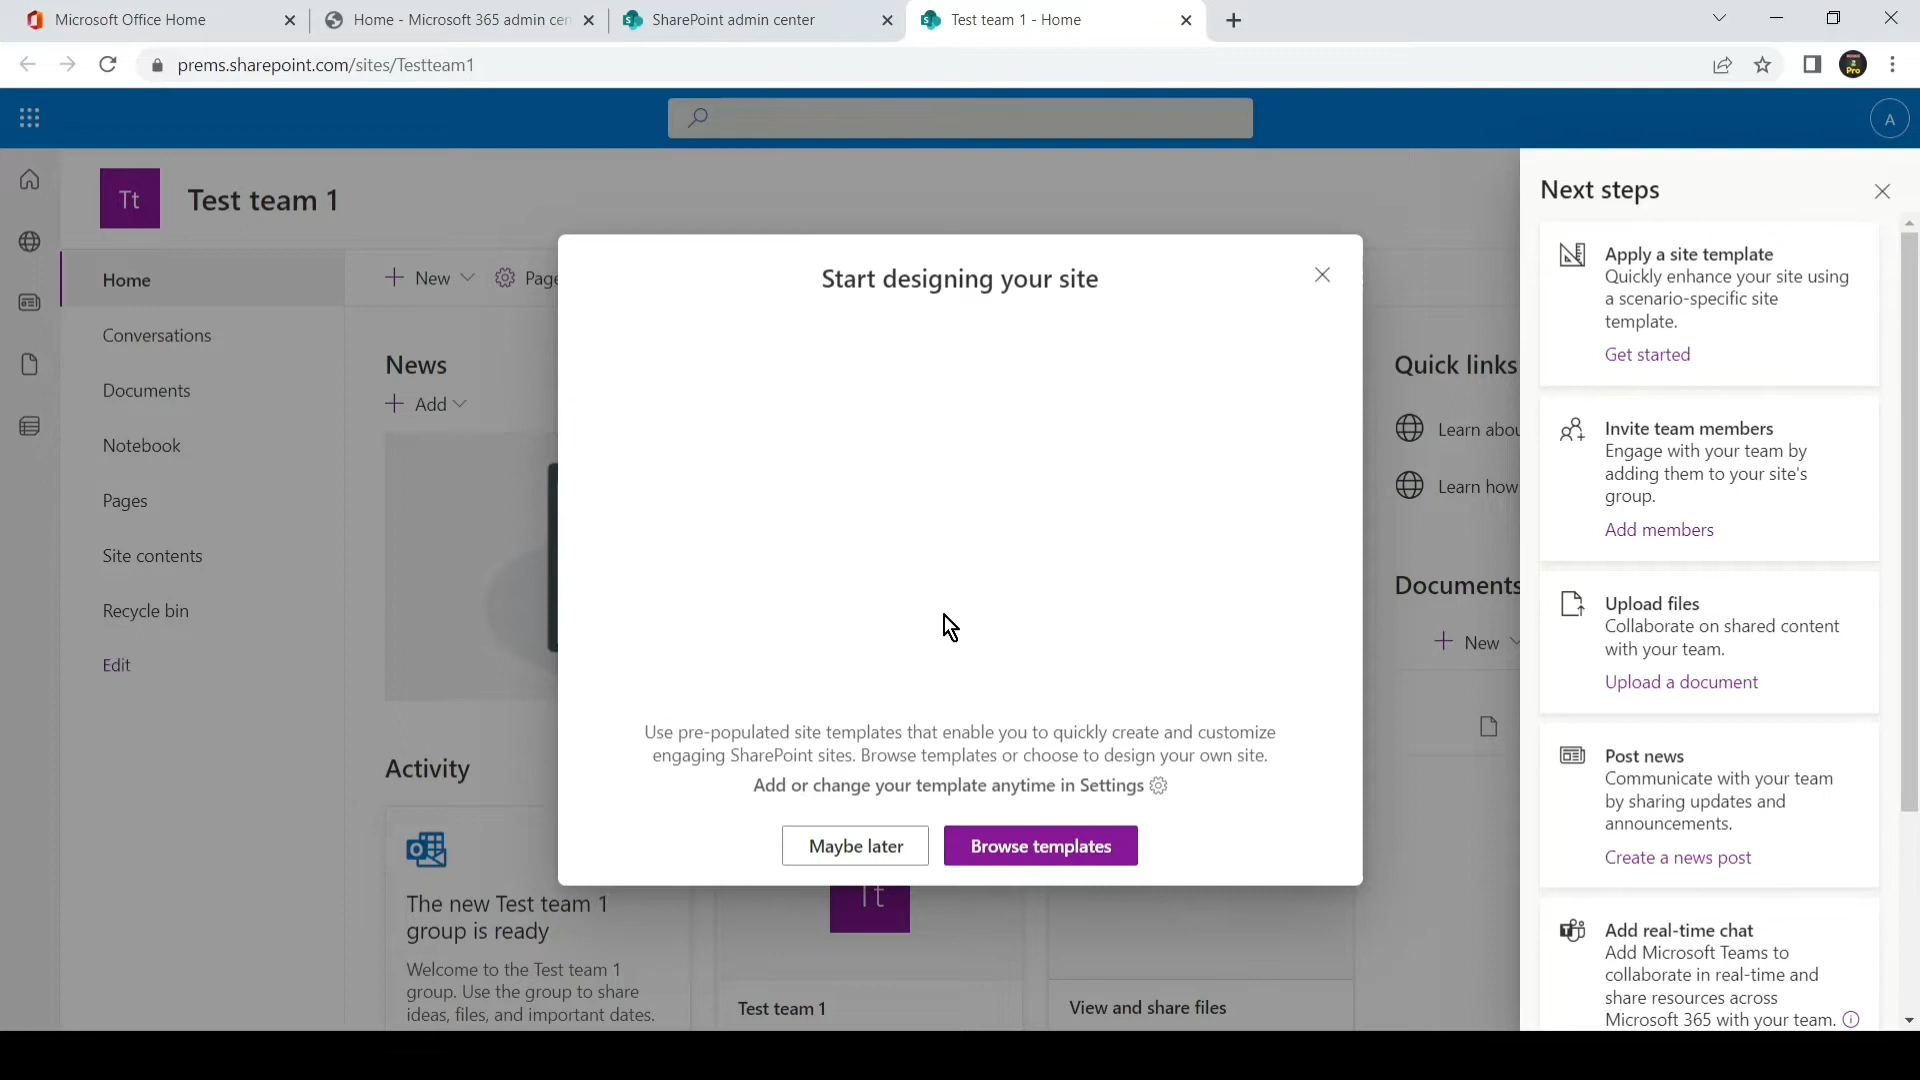 Microsoft Office Home
Home - Microsoft 365 admin cen
SharePoint admin center
Test team 1 - Home
prems.sharepoint.com/sites/Testteam1
A
Tt
Test team 1
Home
Conversations
Documents
Notebook
Pages
Site contents
Recycle bin
Edit
New
Page
News
Add
Activity
The new Test team 1
group is ready
Welcome to the Test team 1
group. Use the group to share
ideas, files, and important dates.
Tt
Test team 1
View and share files
Quick links
Learn abou
Learn how
Documents
New
Start designing your site
Use pre-populated site templates that enable you to quickly create and customize
engaging SharePoint sites. Browse templates or choose to design your own site.
Add or change your template anytime in Settings
Maybe later
Browse templates
Next steps
Apply a site template
Quickly enhance your site using
a scenario-specific site
template.
Get started
Invite team members
Engage with your team by
adding them to your site's
group.
Add members
Upload files
Collaborate on shared content
with your team.
Upload a document
Post news
Communicate with your team
by sharing updates and
announcements.
Create a news post
Add real-time chat
Add Microsoft Teams to
collaborate in real-time and
share resources across
Microsoft 365 with your team.